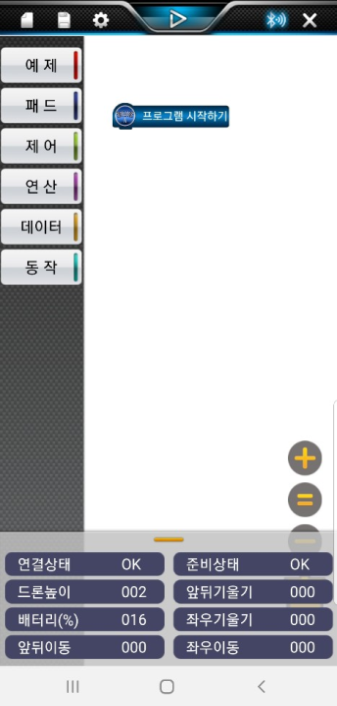 예 제
패 드
제 어
연 산
데이터
동 작
프로그램 시작하기
연결상태 OK 준비상태 OK
드론높이 002 앞뒤기울기 000
배터리(%) 016 좌우기울기 000
앞뒤이동 000 좌우이동 000